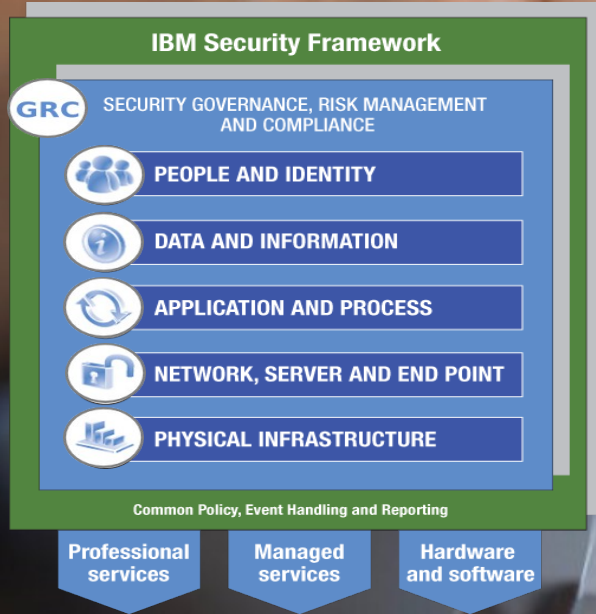 IBM Security Framework
GRC
SECURITY GOVERNANCE, RISK MANAGEMENT
AND COMPLIANCE
PEOPLE AND IDENTITY
i
DATA AND INFORMATION
APPLICATION AND PROCESS
NETWORK, SERVER AND END POINT
PHYSICAL INFRASTRUCTURE
Common Policy, Event Handling and Reporting
Professional
services
Managed
services
Hardware
and software